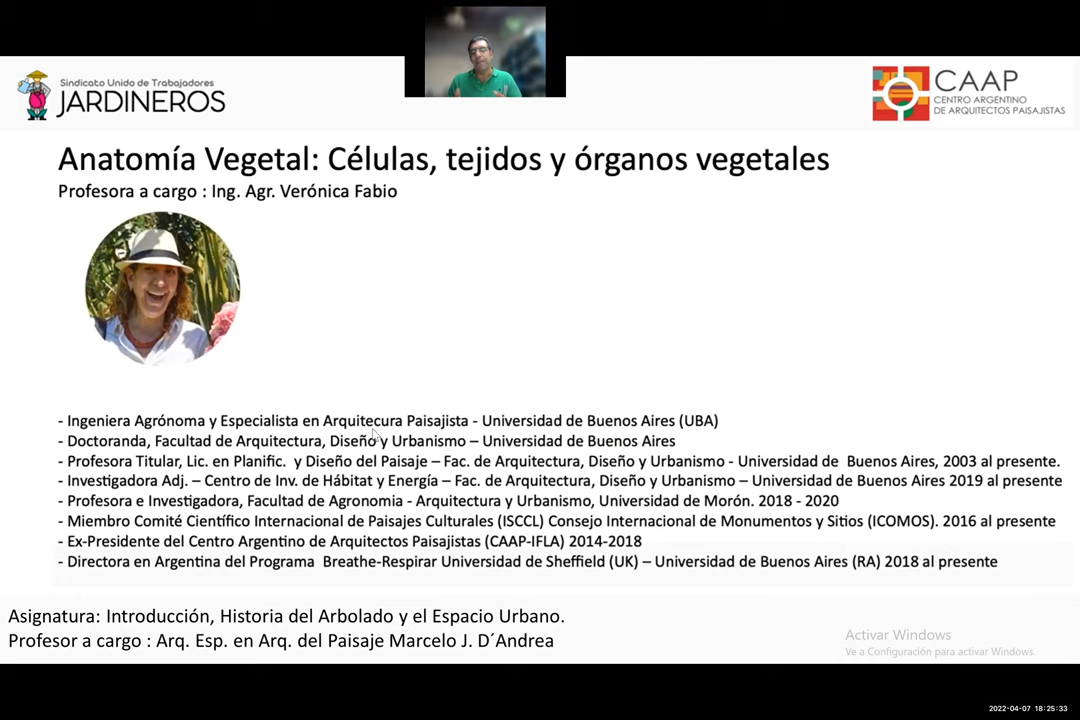 Sindicato Unido de Trabajadores
JARDINEROS
CAAP
CENTRO ARGENTINO
DE ARQUITECTOS PAISAJISTAS
Anatomía Vegetal: Células, tejidos y órganos vegetales
Profesora a cargo : Ing. Agr. Verónica Fabio
- Ingeniera Agrónoma y Especialista en Arquitecura Paisajista - Universidad de Buenos Aires (UBA)
- Doctoranda, Facultad de Arquitectura, Diseño y Urbanismo – Universidad de Buenos Aires
- Profesora Titular, Lic. en Planific. y Diseño del Paisaje – Fac. de Arquitectura, Diseño y Urbanismo - Universidad de Buenos Aires, 2003 al presente.
- Investigadora Adj. – Centro de Inv. de Hábitat y Energía – Fac. de Arquitectura, Diseño y Urbanismo – Universidad de Buenos Aires 2019 al presente
- Profesora e Investigadora, Facultad de Agronomia - Arquitectura y Urbanismo, Universidad de Morón. 2018 - 2020
- Miembro Comité Científico Internacional de Paisajes Culturales (ISCCL) Consejo Internacional de Monumentos y Sitios (ICOMOS). 2016 al presente
- Ex-Presidente del Centro Argentino de Arquitectos Paisajistas (CAAP-IFLA) 2014-2018
- Directora en Argentina del Programa Breathe-Respirar Universidad de Sheffield (UK) – Universidad de Buenos Aires (RA) 2018 al presente
Asignatura: Introducción, Historia del Arbolado y el Espacio Urbano.
Profesor a cargo : Arq. Esp. en Arq. del Paisaje Marcelo J. D´Andrea
Activar Windows
Ve a Configuración para activar Windows.
2022-04-07 18:25:33